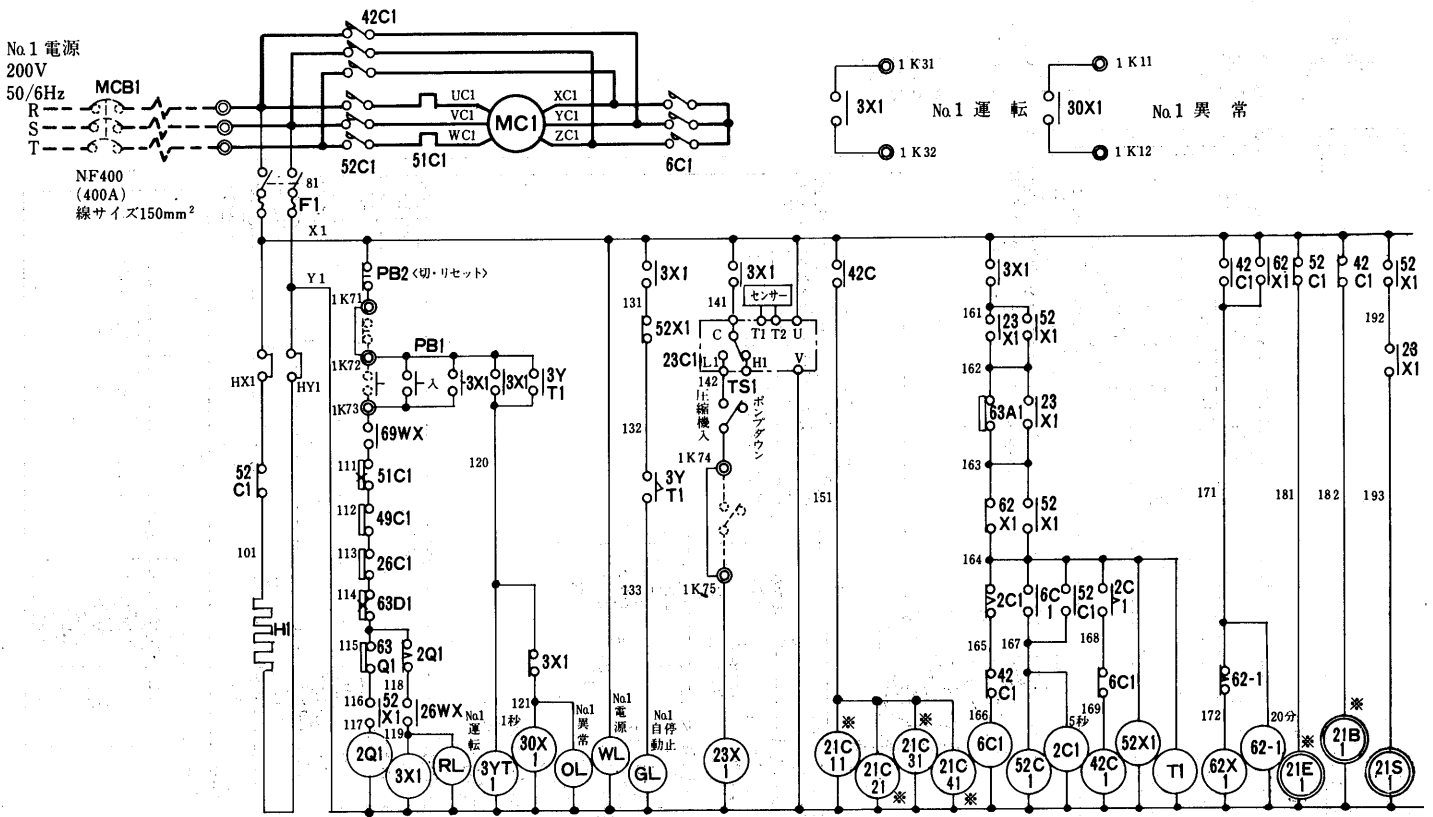 42C1
No.1 電源
200V
50/6Hz
MCB1
R
S
T
NF400
(400A)
線サイズ150mm²
UC1
VC1
WC1
MC1
XC1
YC1
ZC1
52C1
51C1
6C1
1K31
3X1
No.1 運転
1K32
1K11
30X1
No.1 異常
1K12
81
F1
X1
Y1
PB2〈切・リセット〉
1K71
1K72
1K73
PB1
入
3X1
3X1
3Y
T1
69WX
111
51C1
112
49C1
113
26C1
114
63D1
115
63
Q1
2Q1
116
117
52
X1
118
119
26WX
2Q1
3X1
RL
No.1
運転
HX1
HY1
52
C1
101
H1
120
3X1
121
1秒
3YT
1
30X
1
OL
No.1
異常
WL
No.1
電源
GL
No.1
自停
動止
3X1
131
52X1
132
3Y
T1
133
3X1
141
センサー
C
T1 T2 U
23C1
L1
H1
V
142
TS1
圧縮機入
ポンプダウン
1K74
1K75
23X
1
42C
151
21C
11
※
21C
21
※
21C
31
※
21C
41
※
3X1
161
23
X1
52
X1
162
63A1
23
X1
163
62
X1
52
X1
164
2C1
6C
1
52
C1
2C
1
165
167
168
42
C1
6C1
166
169
5秒
6C1
52C
1
2C1
42C
1
52X1
T1
42
C1
62
X1
52
C1
42
C1
52
X1
171
181
182
192
23
X1
193
62-1
172
20分
62X
1
62-1
※
21E
1
※
21B
1
21S
1